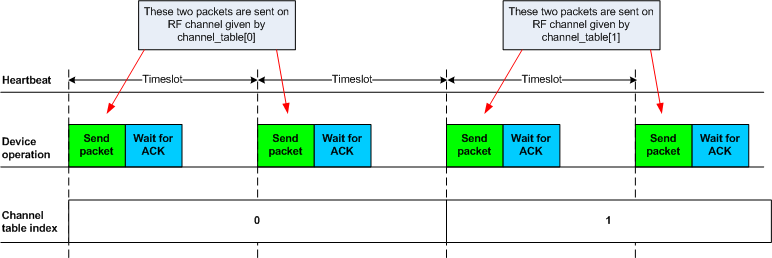 These two packets are sent on
RF channel given by
channel_table[0]
These two packets are sent on
RF channel given by
channel_table[1]
Heartbeat
Timeslot
Timeslot
Timeslot
Device
operation
Send
packet
Wait for
ACK
Send
packet
Wait for
ACK
Send
packet
Wait for
ACK
Send
packet
Wait for
ACK
Channel
table index
0
1